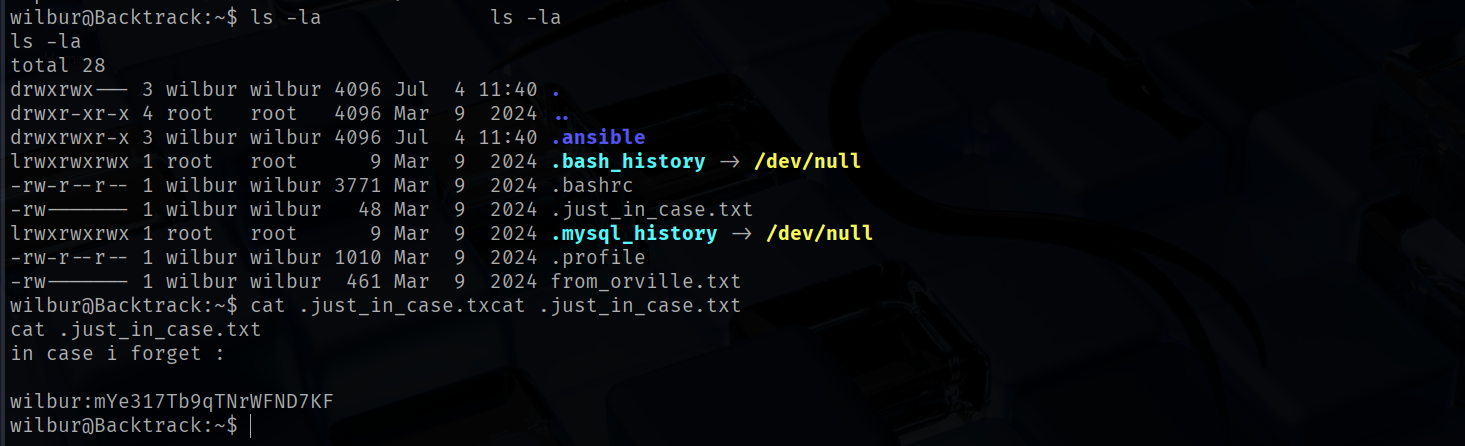 wilbur@Backtrack:~$ ls -la              ls -la
ls -la
total 28
drwxrwx--- 3 wilbur wilbur 4096 Jul  4 11:40 .
drwxr-xr-x 4 root   root   4096 Mar  9  2024 ..
drwxrwxr-x 3 wilbur wilbur 4096 Jul  4 11:40 .ansible
lrwxrwxrwx 1 root   root      9 Mar  9  2024 .bash_history -> /dev/null
-rw-r--r-- 1 wilbur wilbur 3771 Mar  9  2024 .bashrc
-rw------- 1 wilbur wilbur   48 Mar  9  2024 .just_in_case.txt
lrwxrwxrwx 1 root   root      9 Mar  9  2024 .mysql_history -> /dev/null
-rw-r--r-- 1 wilbur wilbur 1010 Mar  9  2024 .profile
-rw------- 1 wilbur wilbur  461 Mar  9  2024 from_orville.txt
wilbur@Backtrack:~$ cat .just_in_case.txcat .just_in_case.txt
cat .just_in_case.txt
in case i forget :

wilbur:mYe317Tb9qTNrWFND7KF
wilbur@Backtrack:~$